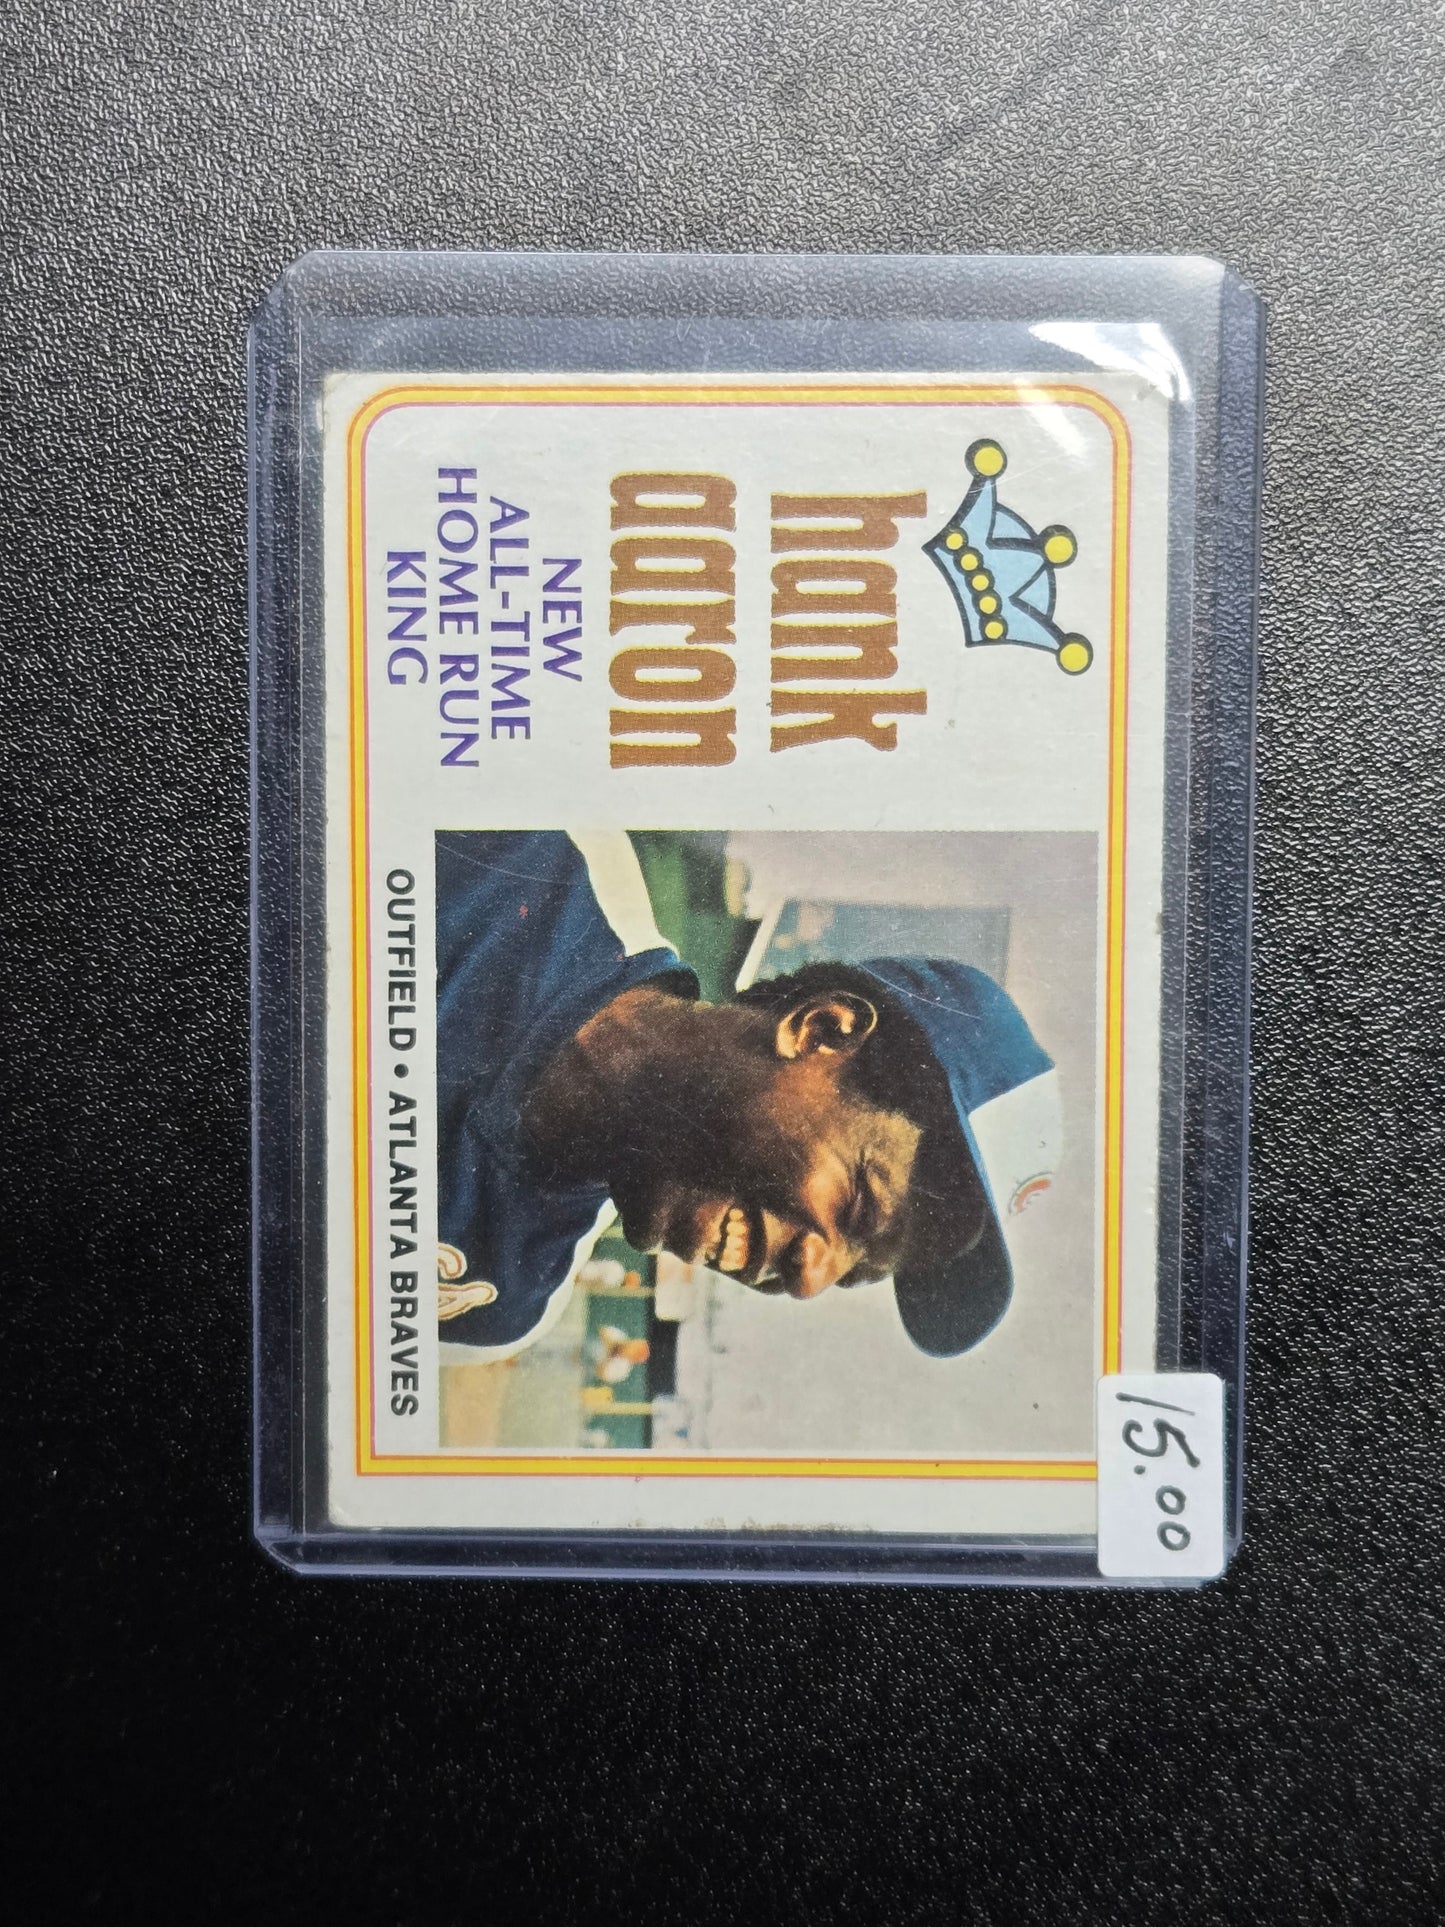 hank
aaron
NEW
ALL-TIME
HOME RUN
KING
OUTFIELD • ATLANTA BRAVES
15.00